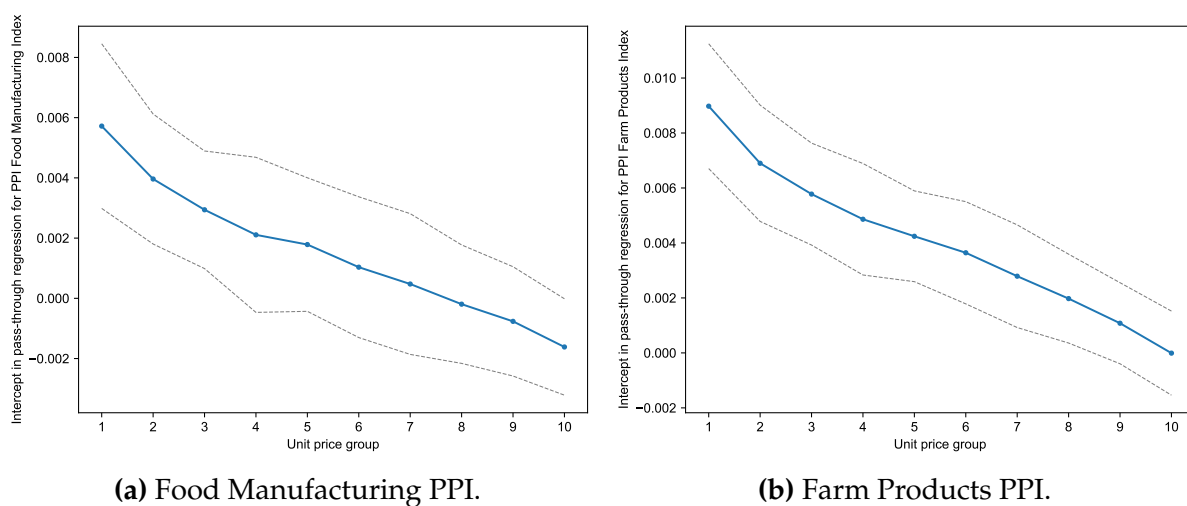 Intercept in pass-through regression for PPI Food Manufacturing Index
0.008
0.006
0.004
0.002
0.000
−0.002
1 2 3 4 5 6 7 8 9 10
Unit price group
(a) Food Manufacturing PPI.
Intercept in pass-through regression for PPI Farm Products Index
0.010
0.008
0.006
0.004
0.002
0.000
−0.002
1 2 3 4 5 6 7 8 9 10
Unit price group
(b) Farm Products PPI.